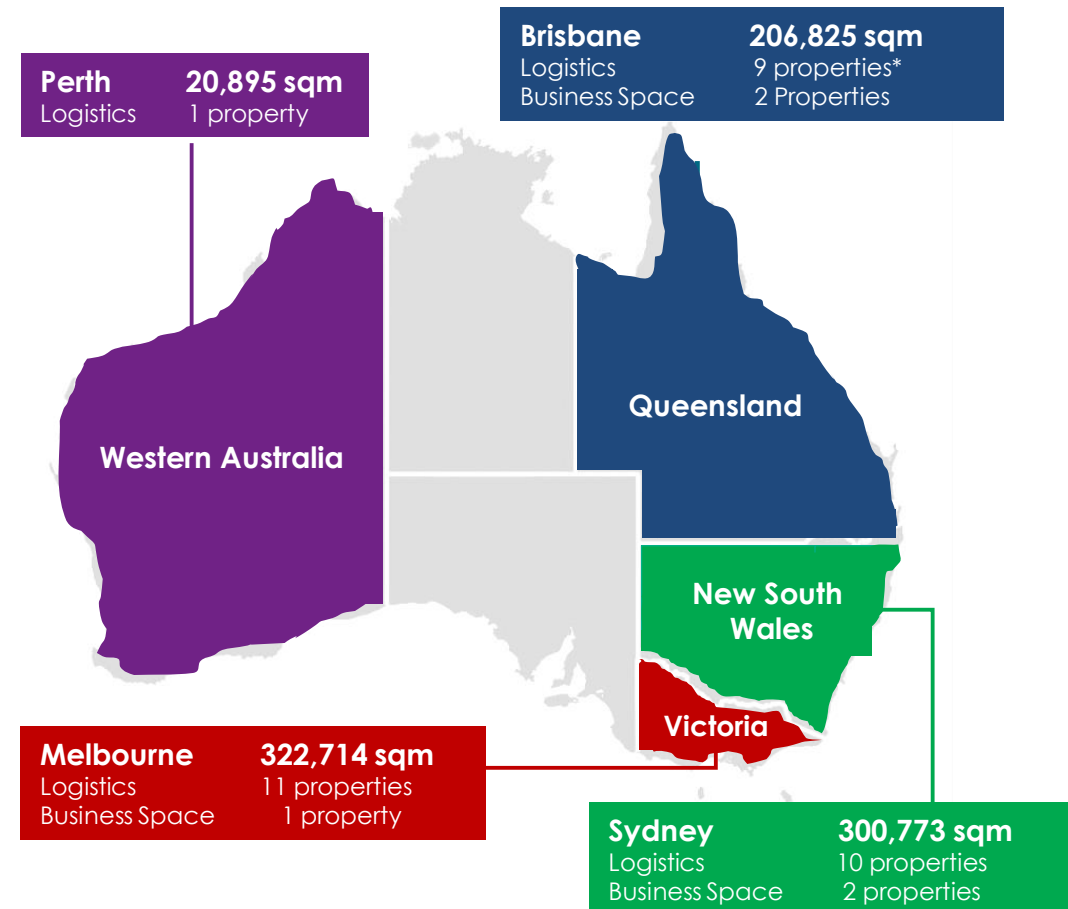 Brisbane 206,825 sqm
Logistics 9 properties*
Business Space 2 Properties
Perth 20,895 sqm
Logistics 1 property
Queensland
Western Australia
New South
Wales
Victoria
Melbourne 322,714 sqm
Logistics 11 properties
Business Space 1 property
Sydney 300,773 sqm
Logistics 10 properties
Business Space 2 properties